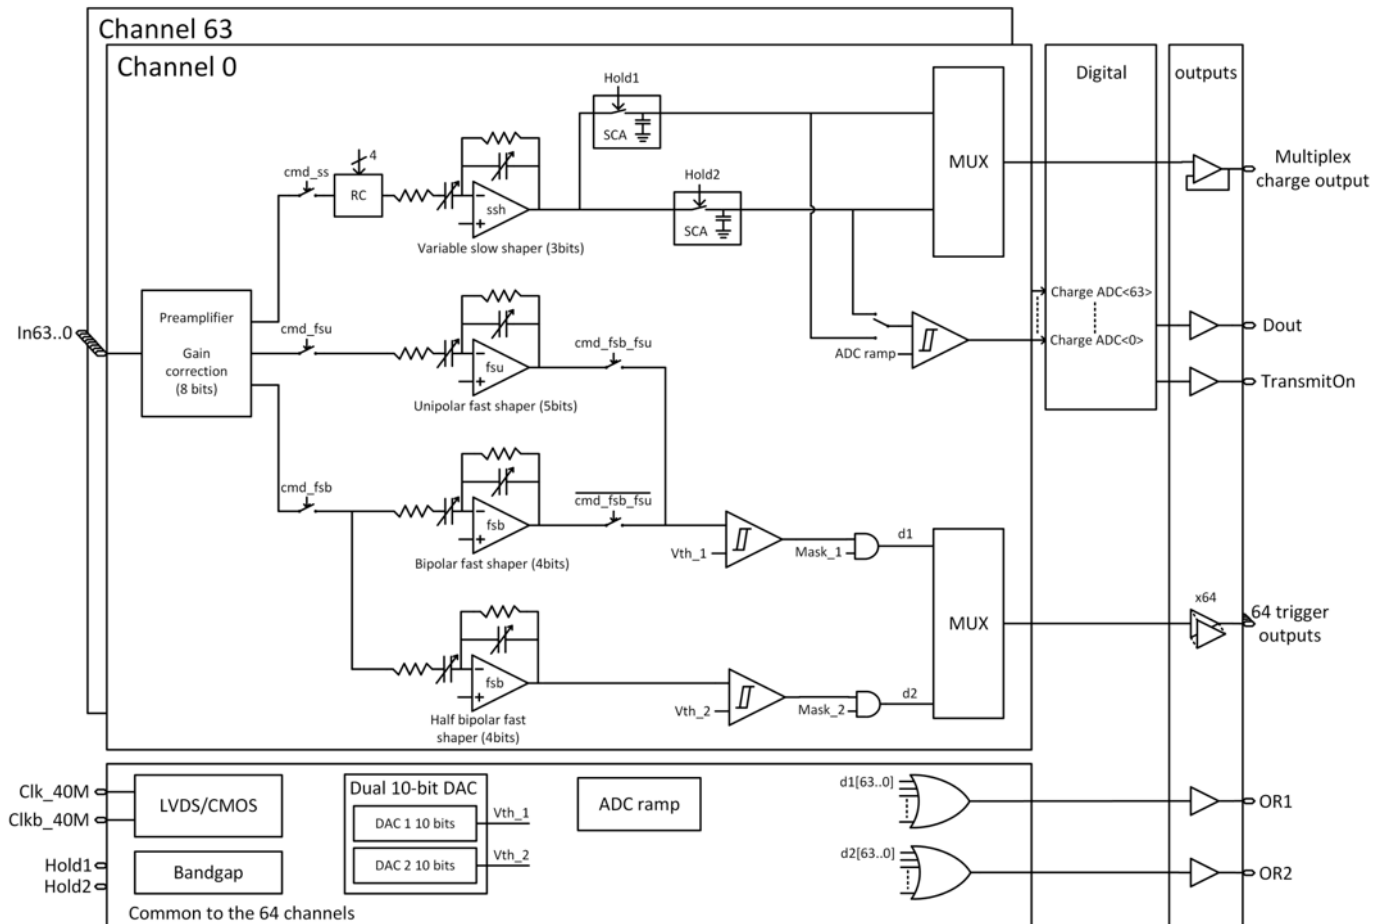 Channel 63
Channel 0
Digital
outputs
Hold1
SCA
4
cmd_ss
RC
ssh
Variable slow shaper (3bits)
Hold2
SCA
MUX
Multiplex
charge output
In63..0
Preamplifier
Gain
correction
(8 bits)
cmd_fsu
fsu
Unipolar fast shaper (5bits)
cmd_fsb_fsu
ADC ramp
Charge ADC<63>
Charge ADC<0>
Dout
TransmitOn
cmd_fsb
fsb
Bipolar fast shaper (4bits)
cmd_fsb_fsu
Vth_1
Mask_1
d1
MUX
x64
64 trigger
outputs
fsb
Half bipolar fast
shaper (4bits)
Vth_2
Mask_2
d2
Clk_40M
Clkb_40M
Hold1
Hold2
LVDS/CMOS
Bandgap
Dual 10-bit DAC
DAC 1 10 bits
Vth_1
DAC 2 10 bits
Vth_2
ADC ramp
d1[63..0]
OR1
d2[63..0]
OR2
Common to the 64 channels